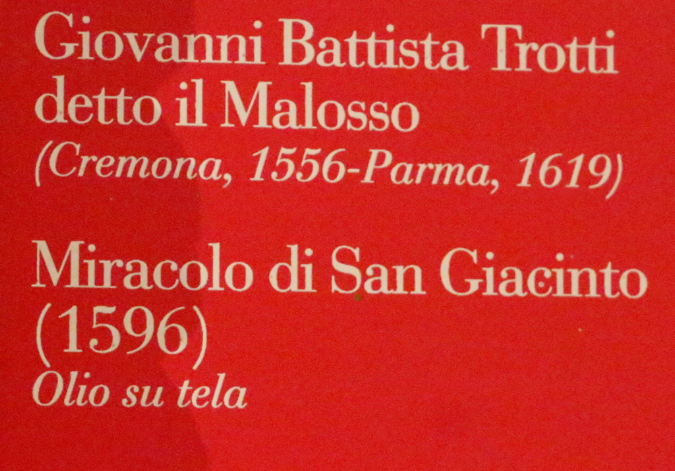 Giovanni Battista Trotti
detto il Malosso
(Cremona, 1556-Parma, 1619)
Miracolo di San Giacinto
(1596)
Olio su tela